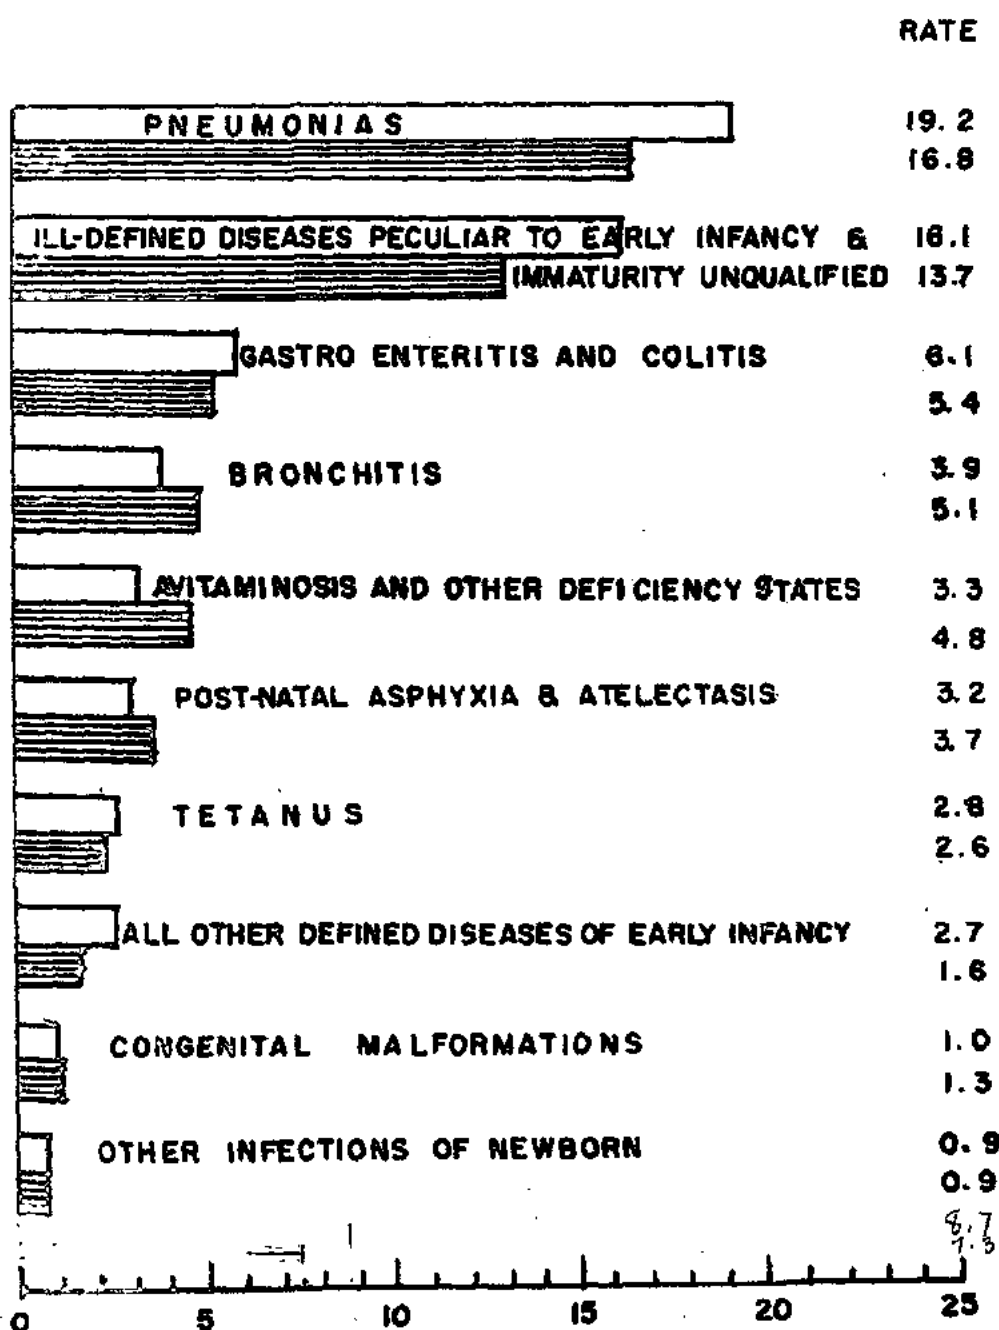 RATE
PNEUMONIAS 19.2
16.8
ILL-DEFINED DISEASES PECULIAR TO EARLY INFANCY & 16.1
IMMATURITY UNQUALIFIED 13.7
GASTRO ENTERITIS AND COLITIS 6.1
5.4
BRONCHITIS 3.9
5.1
AVITAMINOSIS AND OTHER DEFICIENCY STATES 3.3
4.8
POST-NATAL ASPHYXIA & ATELECTASIS 3.2
3.7
TETANUS 2.8
2.6
ALL OTHER DEFINED DISEASES OF EARLY INFANCY 2.7
1.6
CONGENITAL MALFORMATIONS 1.0
1.3
OTHER INFECTIONS OF NEWBORN 0.9
0.9
8.7
7.3
0 5 10 15 20 25